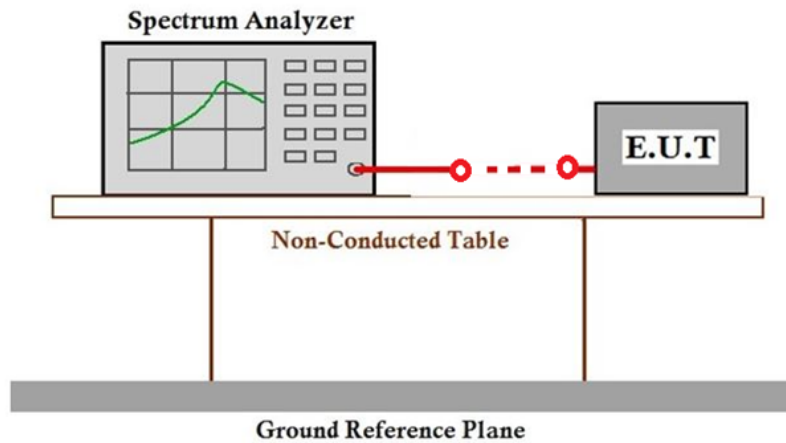 Spectrum Analyzer
E.U.T
Non-Conducted Table
Ground Reference Plane